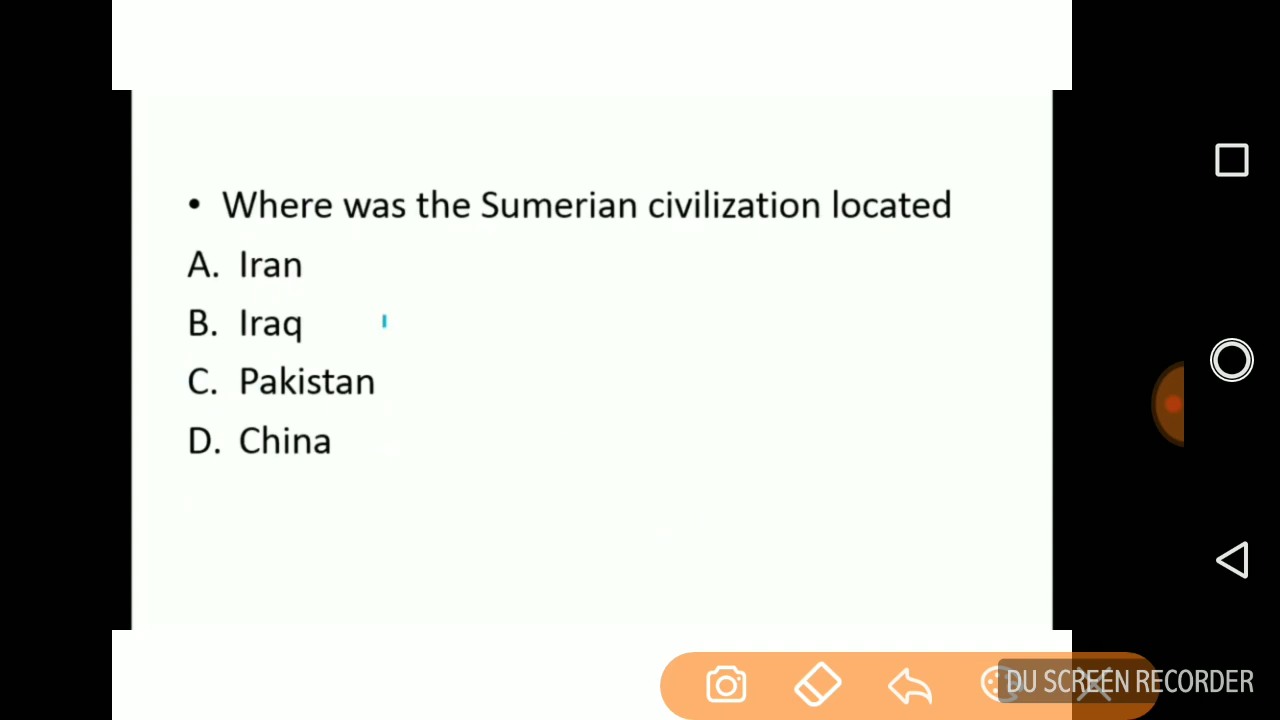 • Where was the Sumerian civilization located
A. Iran
B. Iraq
C. Pakistan
D. China
DU SCREEN RECORDER